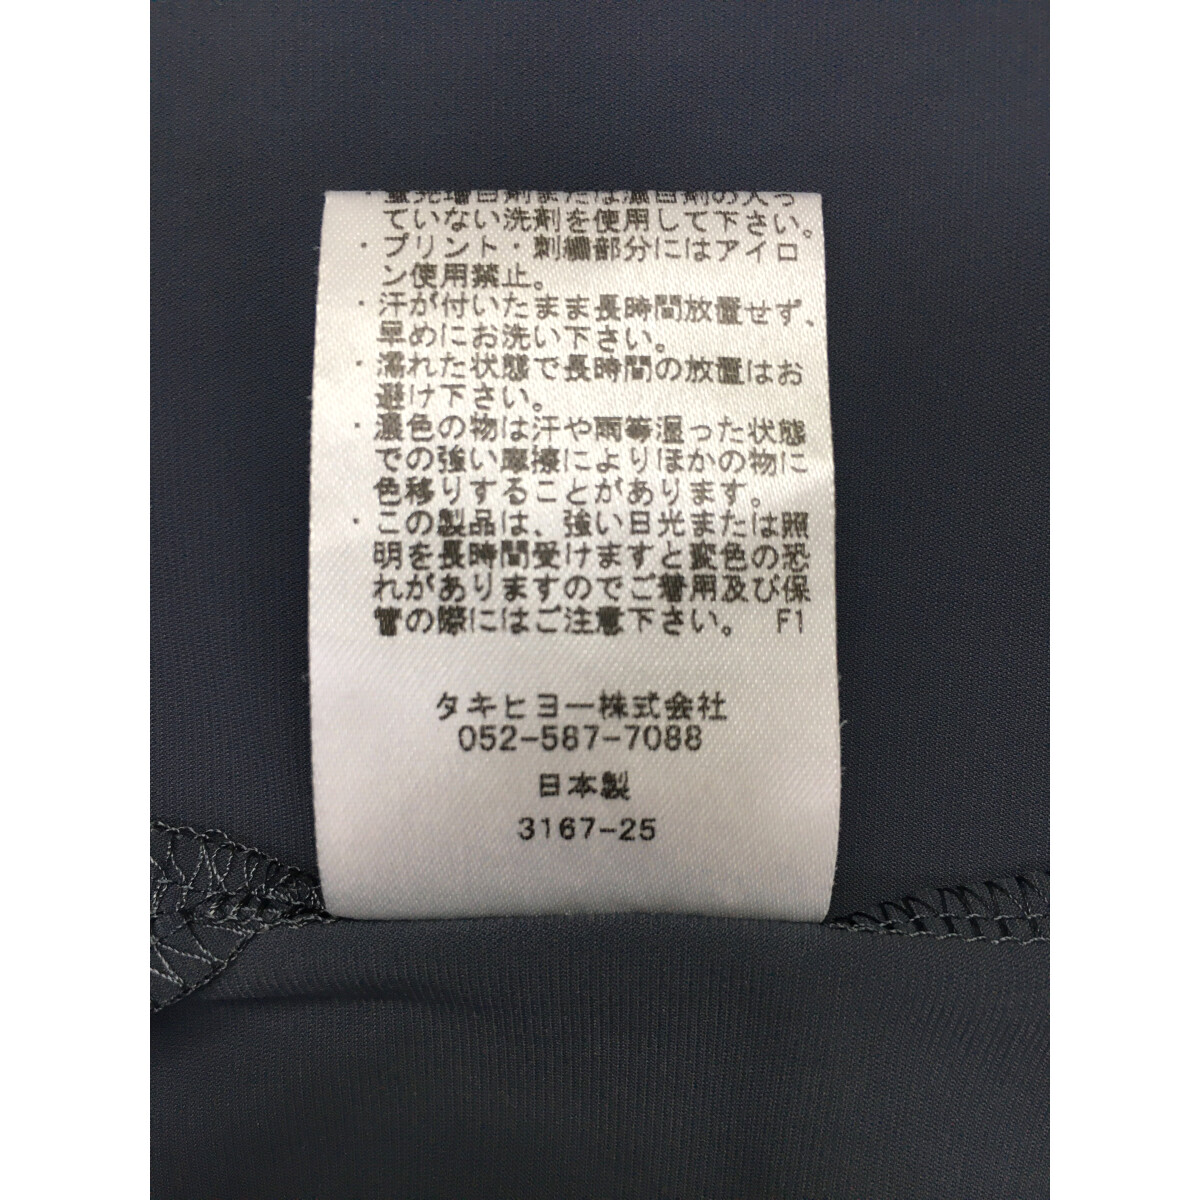 ていない洗剤を使用して下さい。
・プリント・刺繍部分にはアイロ
ン使用禁止。
・汗が付いたまま長時間放置せず、
早めにお洗い下さい。
・濡れた状態で長時間の放置はお
避け下さい。
・濃色の物は汗や雨等湿った状態
での強い摩擦によりほかの物に
色移りすることがあります。
・この製品は、強い日光または照
明を長時間受けますと変色の恐
れがありますのでご着用及び保
管の際にはご注意下さい。 F1
タキヒヨー株式会社
052-587-7088
日本製
3167-25